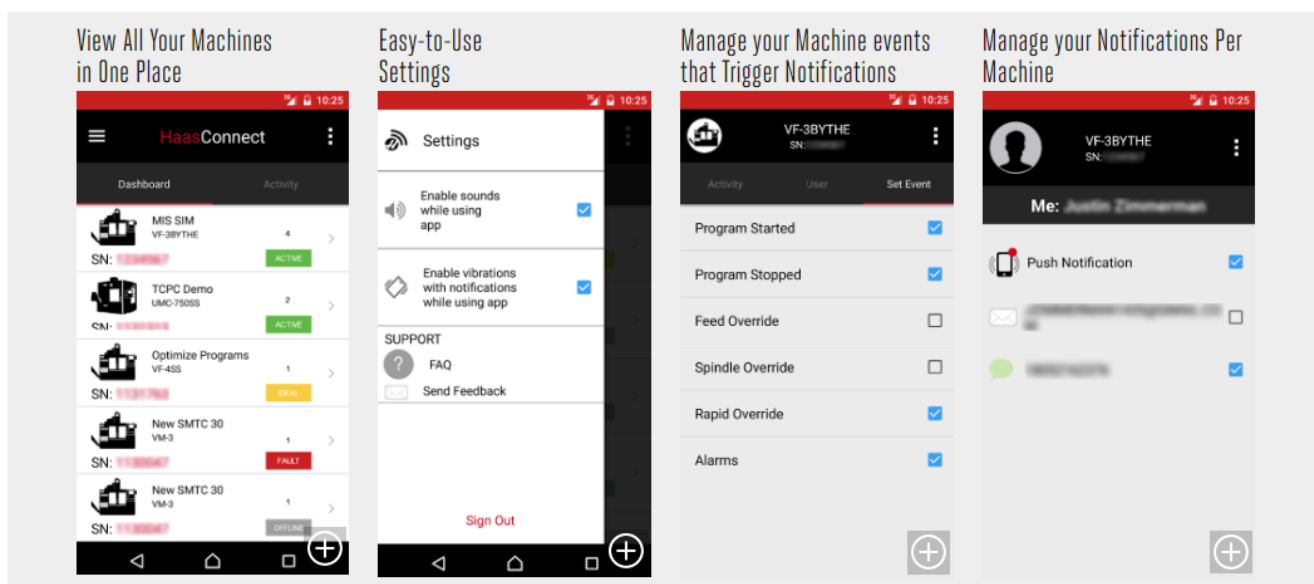 View All Your Machines
in One Place
10:25
HaasConnect
Dashboard Activity
MIS SIM
VF-3BYTHE
4
SN:
ACTIVE
TCPC Demo
UMC-750SS
2
SN:
ACTIVE
Optimize Programs
VF-4SS
1
SN:
IDEAL
New SMTC 30
VM-3
1
SN:
FAULT
New SMTC 30
VM-3
1
SN:
OFFLINE
Easy-to-Use
Settings
10:25
Settings
Enable sounds
while using
app
Enable vibrations
with notifications
while using app
SUPPORT
? FAQ
Send Feedback
Sign Out
Manage your Machine events
that Trigger Notifications
10:25
VF-3BYTHE
SN:
Activity User Set Event
Program Started
Program Stopped
Feed Override
Spindle Override
Rapid Override
Alarms
Manage your Notifications Per
Machine
10:25
VF-3BYTHE
SN:
Me:
Push Notification